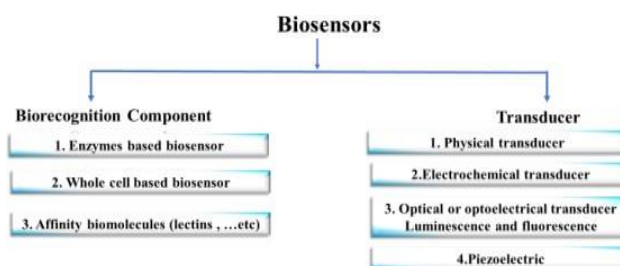 Biosensors
Biorecognition Component
1. Enzymes based biosensor
2. Whole cell based biosensor
3. Affinity biomolecules (lectins , ...etc)
Transducer
1. Physical transducer
2.Electrochemical transducer
3. Optical or optoelectrical transducer
Luminescence and fluorescence
4.Piezoelectric